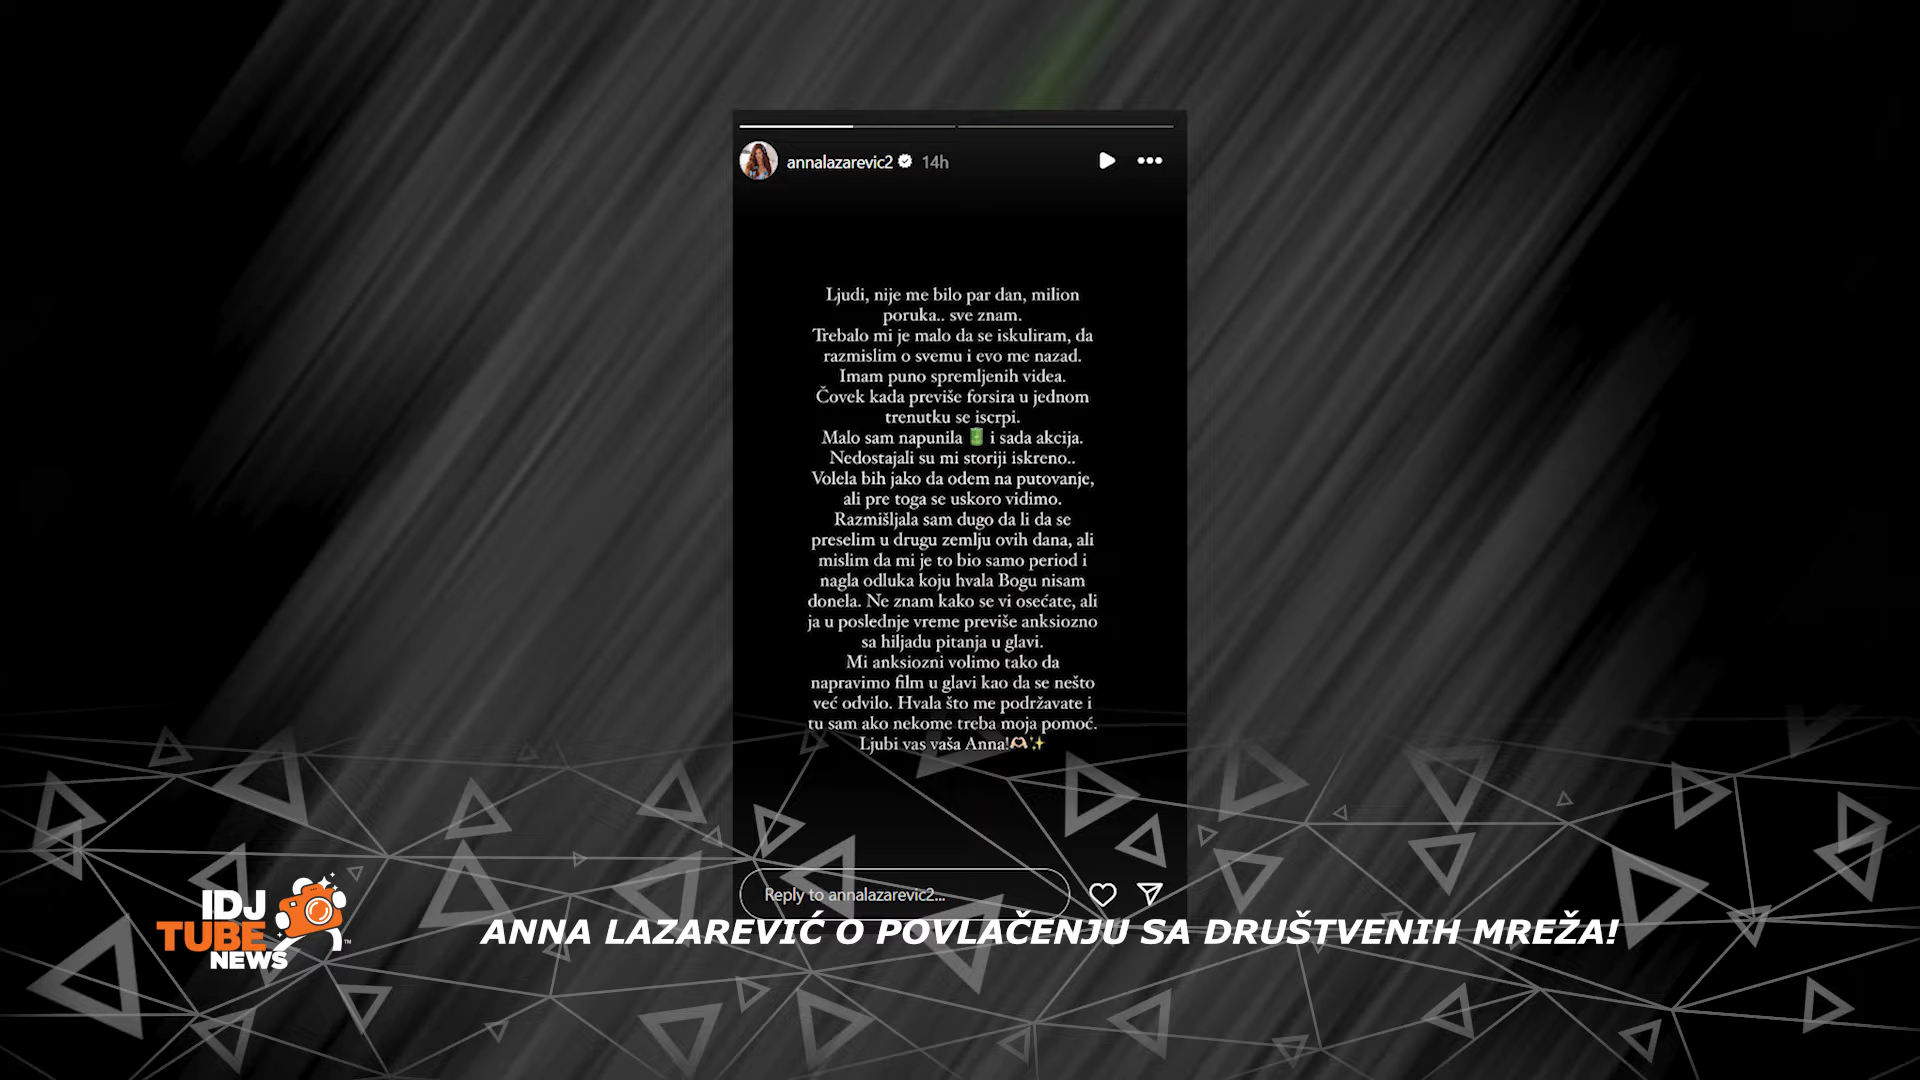 annalazarevic2 14h
Ljudi, nije me bilo par dan, milion
poruka.. sve znam.
Trebalo mi je malo da se iskuliram, da
razmislim o svemu i evo me nazad.
Imam puno spremljenih videa.
Čovek kada previše forsira u jednom
trenutku se iscrpi.
Malo sam napunila 🔋 i sada akcija.
Nedostajali su mi storiji iskreno..
Volela bih jako da odem na putovanje,
ali pre toga se uskoro vidimo.
Razmišljala sam dugo da li da se
preselim u drugu zemlju ovih dana, ali
mislim da mi je to bio samo period i
nagla odluka koju hvala Bogu nisam
donela. Ne znam kako se vi osećate, ali
ja u poslednje vreme previše anksiozno
sa hiljadu pitanja u glavi.
Mi anksiozni volimo tako da
napravimo film u glavi kao da se nešto
već odvilo. Hvala što me podržavate i
tu sam ako nekome treba moja pomoć.
Ljubi vas vaša Anna!🫶🏼✨
Reply to annalazarevic2...
IDJ
TUBE
NEWS
™
ANNA LAZAREVIĆ O POVLAČENJU SA DRUŠTVENIH MREŽA!